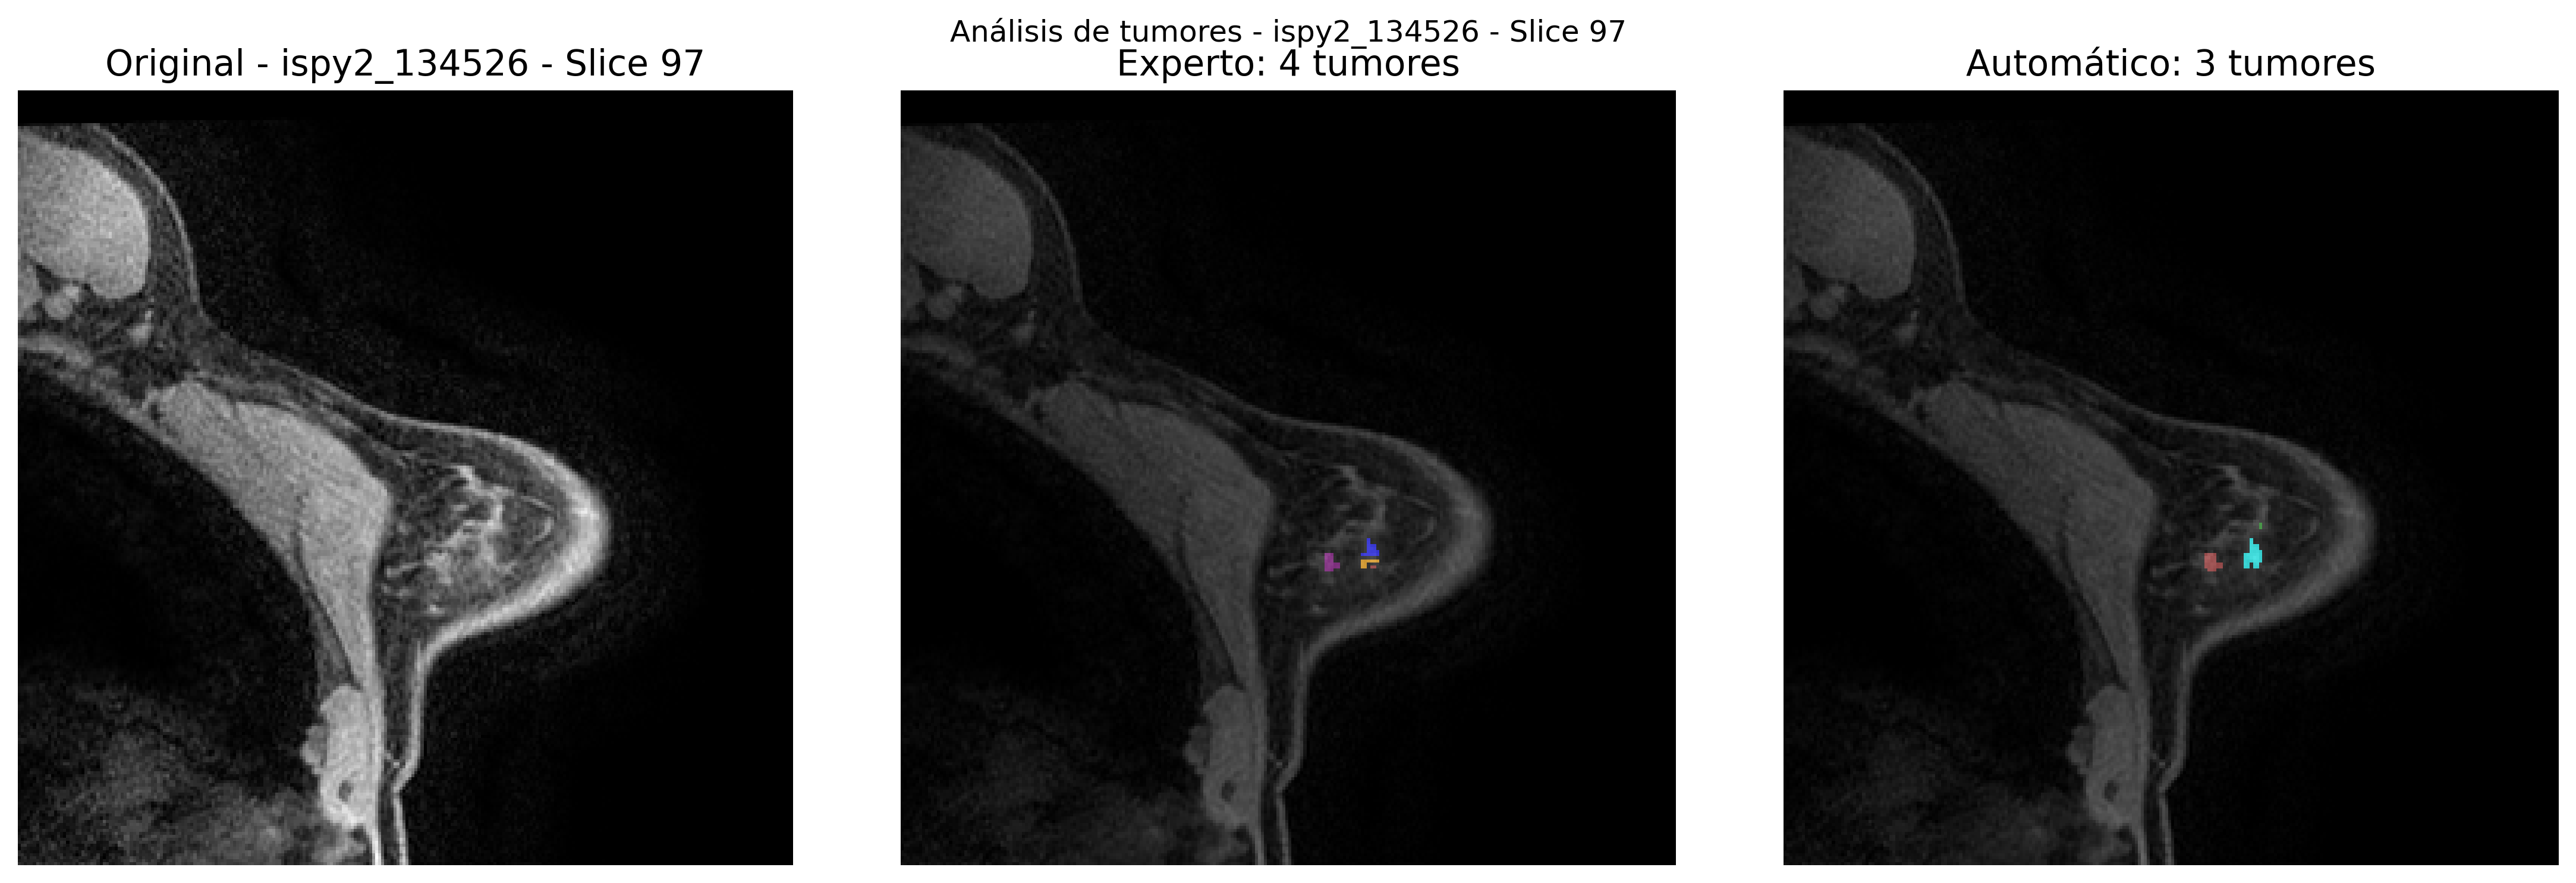 Análisis de tumores - ispy2_134526 - Slice 97
Original - ispy2_134526 - Slice 97
Experto: 4 tumores
Automático: 3 tumores